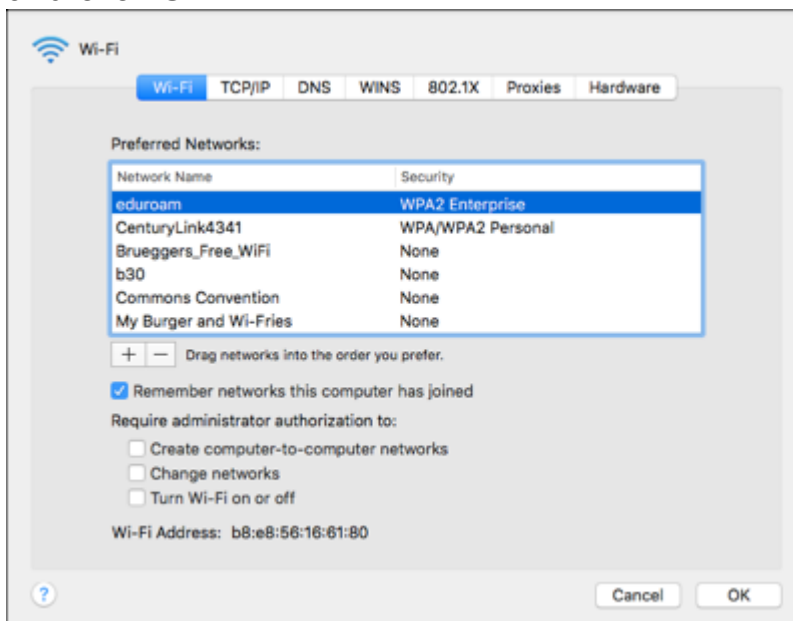 Wi-Fi
Wi-Fi TCP/IP DNS WINS 802.1X Proxies Hardware
Preferred Networks:
Network Name Security
eduroam WPA2 Enterprise
CenturyLink4341 WPA/WPA2 Personal
Brueggers_Free_WiFi None
b30 None
Commons Convention None
My Burger and Wi-Fries None
+ − Drag networks into the order you prefer.
Remember networks this computer has joined
Require administrator authorization to:
Create computer-to-computer networks
Change networks
Turn Wi-Fi on or off
Wi-Fi Address: b8:e8:56:16:61:80
? Cancel OK